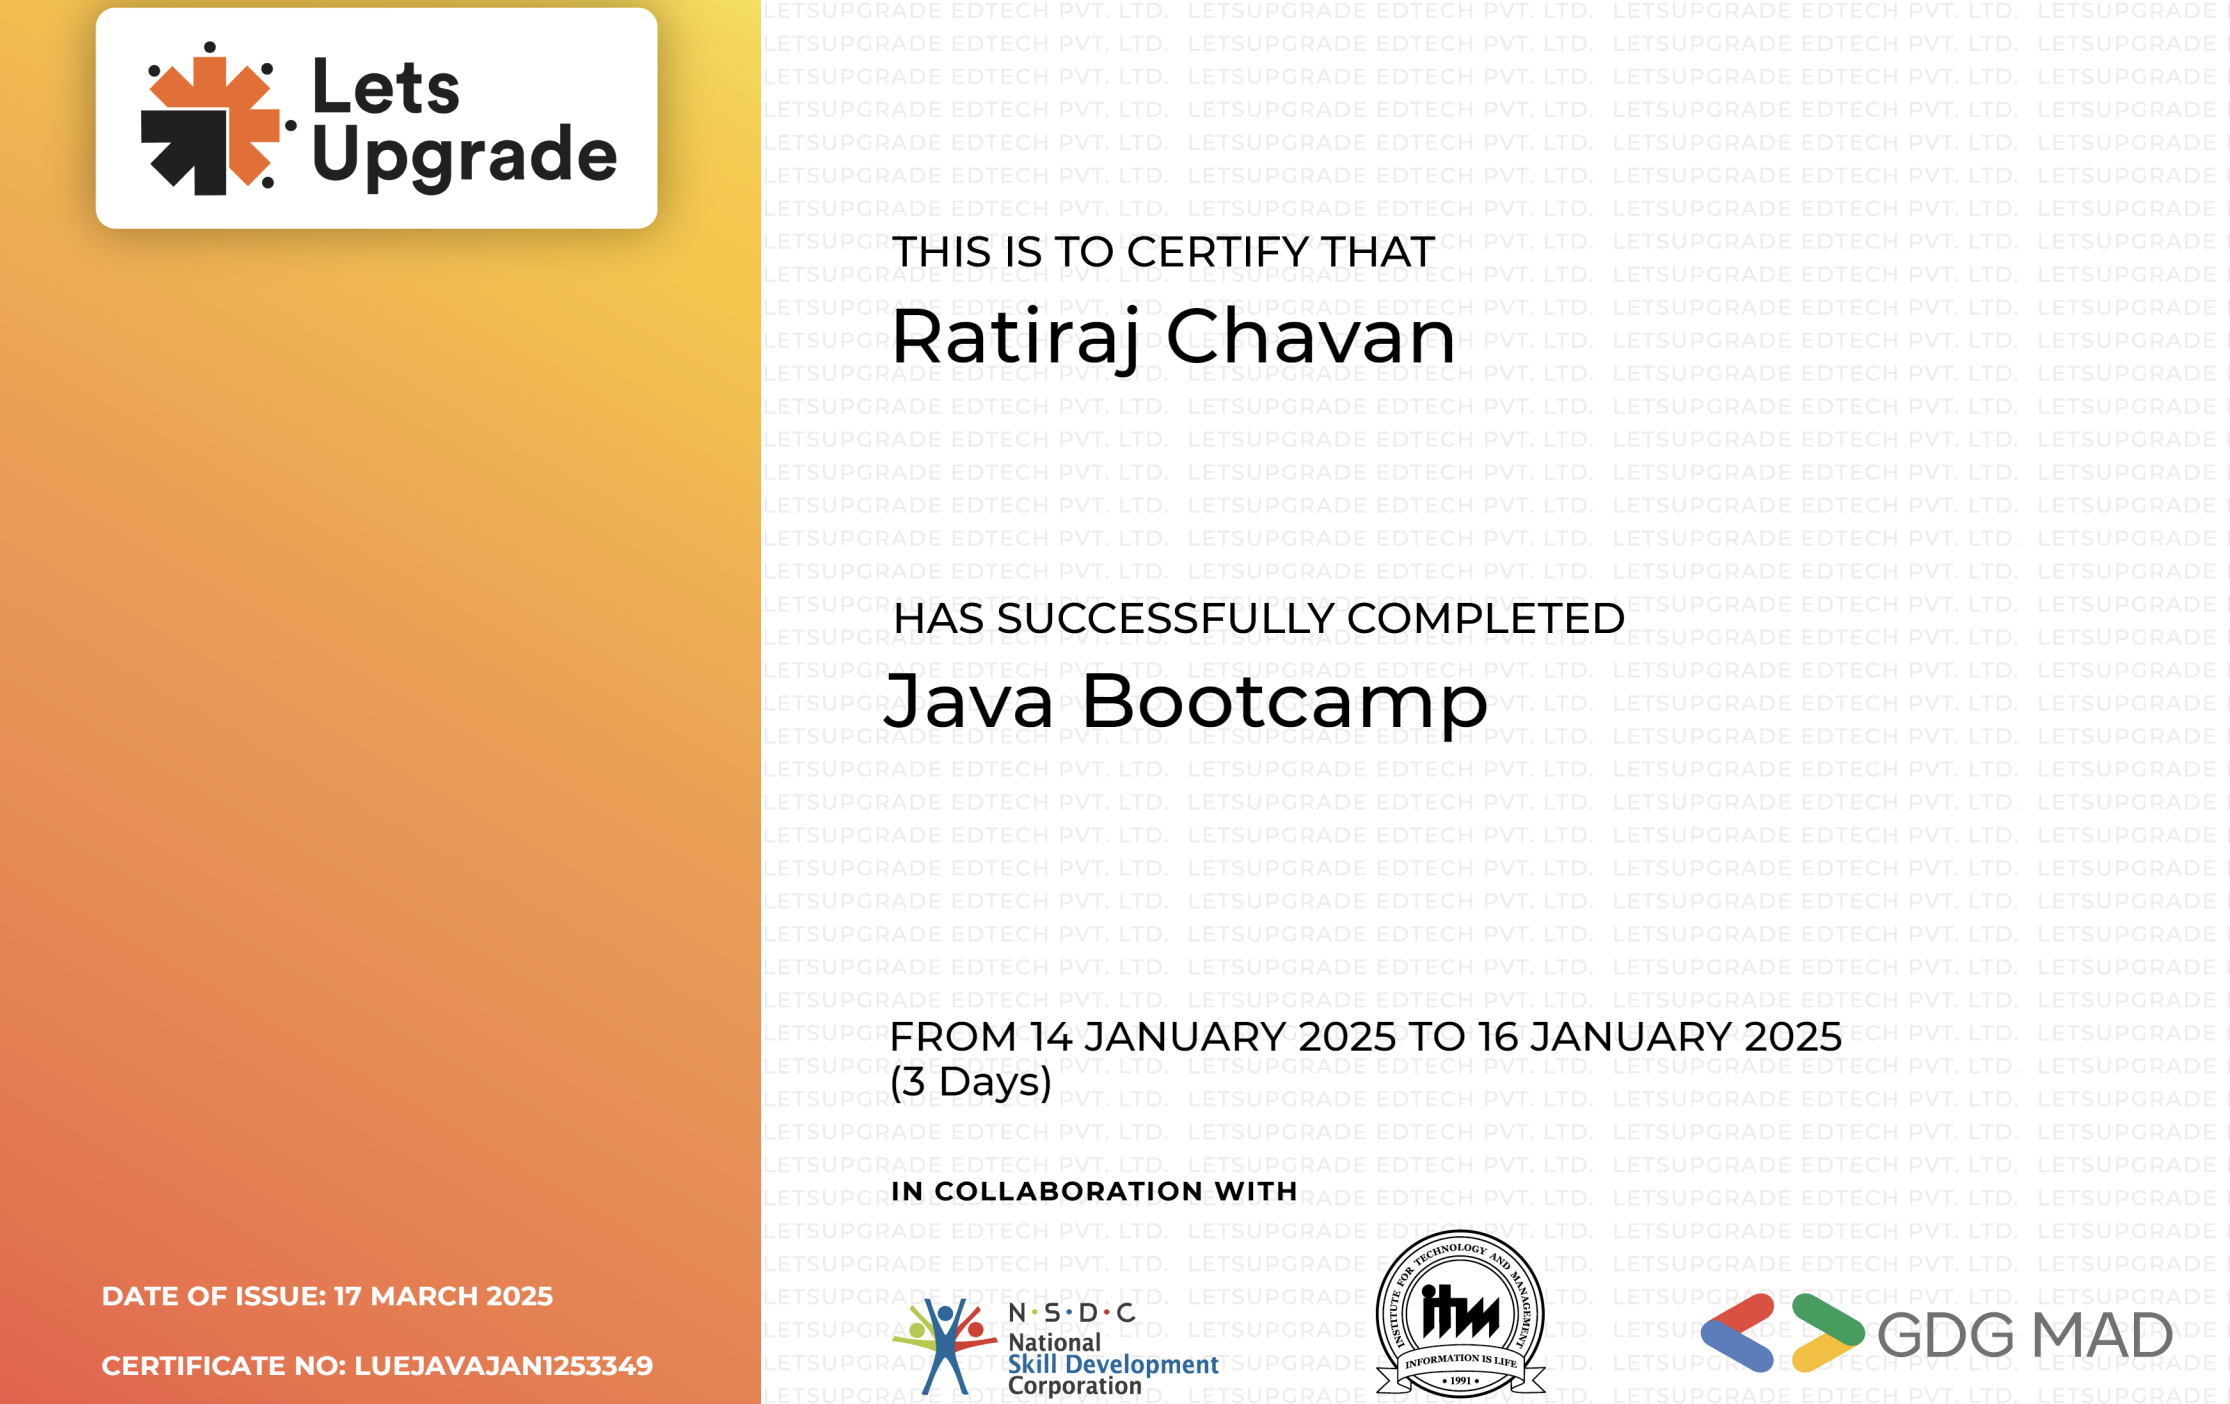 Lets
Upgrade
THIS IS TO CERTIFY THAT
Ratiraj Chavan
HAS SUCCESSFULLY COMPLETED
Java Bootcamp
FROM 14 JANUARY 2025 TO 16 JANUARY 2025
(3 Days)
IN COLLABORATION WITH
DATE OF ISSUE: 17 MARCH 2025
CERTIFICATE NO: LUEJAVAJAN1253349
N·S·D·C
National
Skill Development
Corporation
INSTITUTE FOR TECHNOLOGY AND MANAGEMENT
itm
INFORMATION IS LIFE
• 1991 •
GDG MAD
LETSUPGRADE EDTECH PVT. LTD.